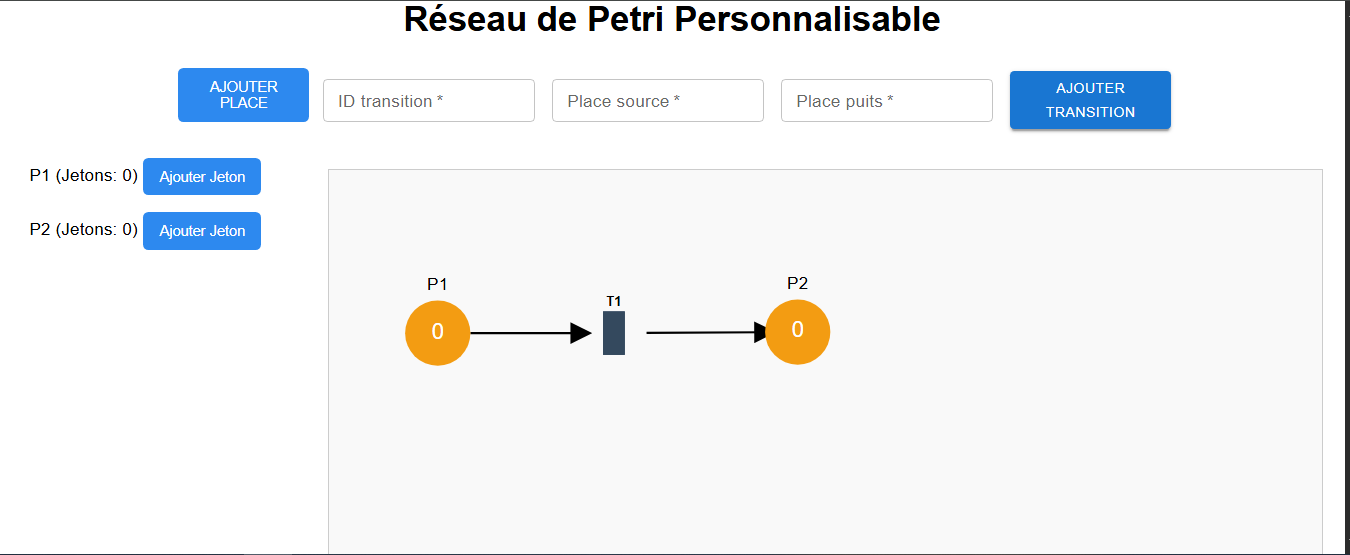 Réseau de Petri Personnalisable
AJOUTER
PLACE
ID transition *
Place source *
Place puits *
AJOUTER
TRANSITION
P1 (Jetons: 0)
Ajouter Jeton
P2 (Jetons: 0)
Ajouter Jeton
P1
0
T1
P2
0